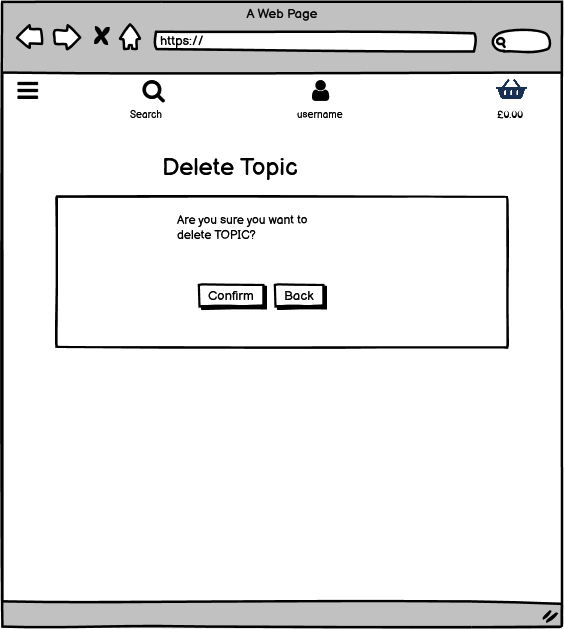 A Web Page
https://
Search
username
£0.00
Delete Topic
Are you sure you want to
delete TOPIC?
Confirm
Back